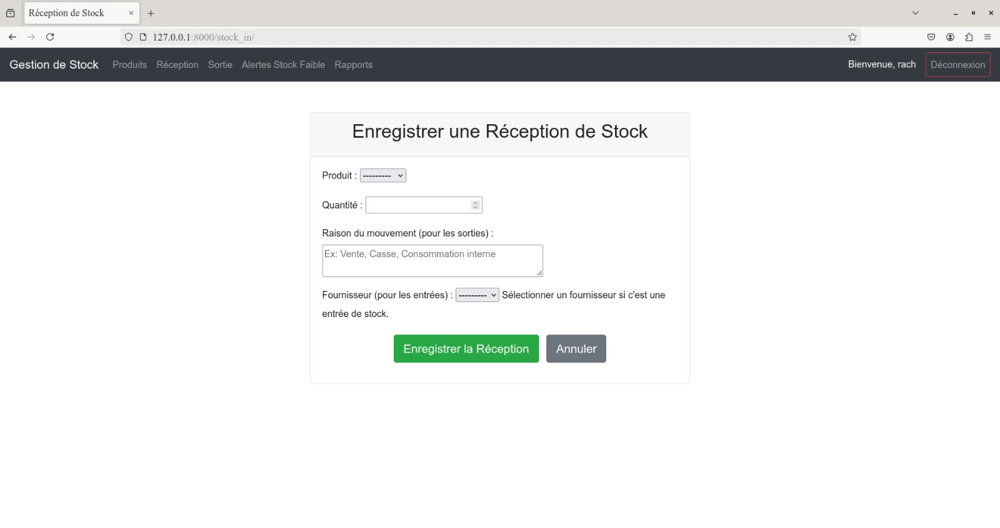 Réception de Stock
127.0.0.1:8000/stock_in/
Gestion de Stock Produits Réception Sortie Alertes Stock Faible Rapports Bienvenue, rach Déconnexion
Enregistrer une Réception de Stock
Produit : ---------
Quantité :
Raison du mouvement (pour les sorties) :
Ex: Vente, Casse, Consommation interne
Fournisseur (pour les entrées) : --------- Sélectionner un fournisseur si c'est une
entrée de stock.
Enregistrer la Réception Annuler